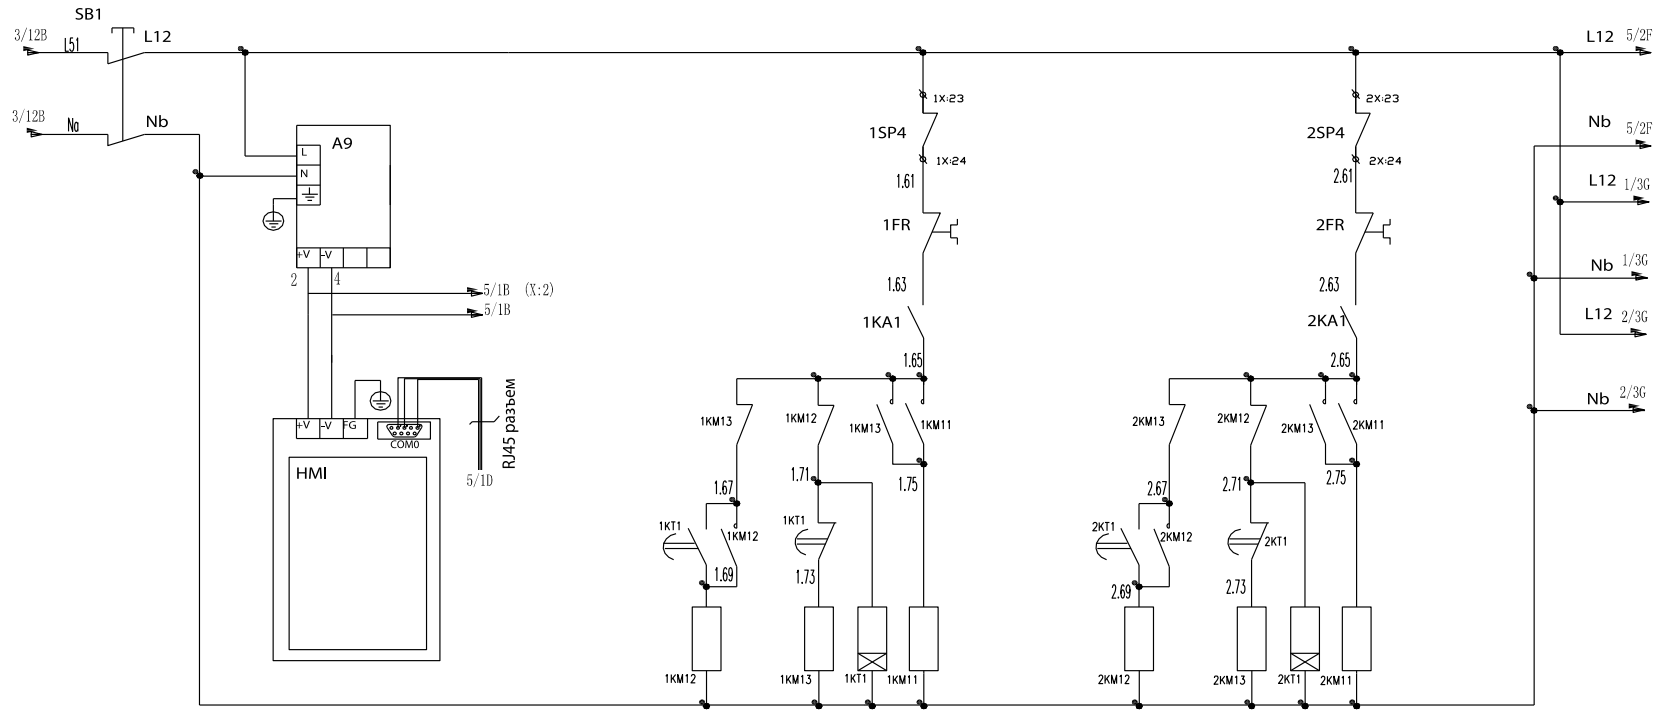 SB1
3/12B
L51
L12
L12
5/2F
3/12B
Na
Nb
A9
L
N
+V
-V
2
4
5/1B (X:2)
5/1B
+V
-V
FG
COM0
RJ45 разъем
5/1D
HMI
1X:23
1SP4
1X:24
1.61
1FR
1.63
1KA1
1.65
1KM13
1KM12
1KM13
1KM11
1.67
1.71
1.75
1KT1
1KM12
1KT1
1.69
1.73
1KM12
1KM13
1KT1
1KM11
2X:23
2SP4
2X:24
2.61
2FR
2.63
2KA1
2.65
2KM13
2KM12
2KM13
2KM11
2.67
2.71
2.75
2KT1
2KM12
2KT1
2.69
2.73
2KM12
2KM13
2KT1
2KM11
Nb
5/2F
L12
1/3G
Nb
1/3G
L12
2/3G
Nb
2/3G